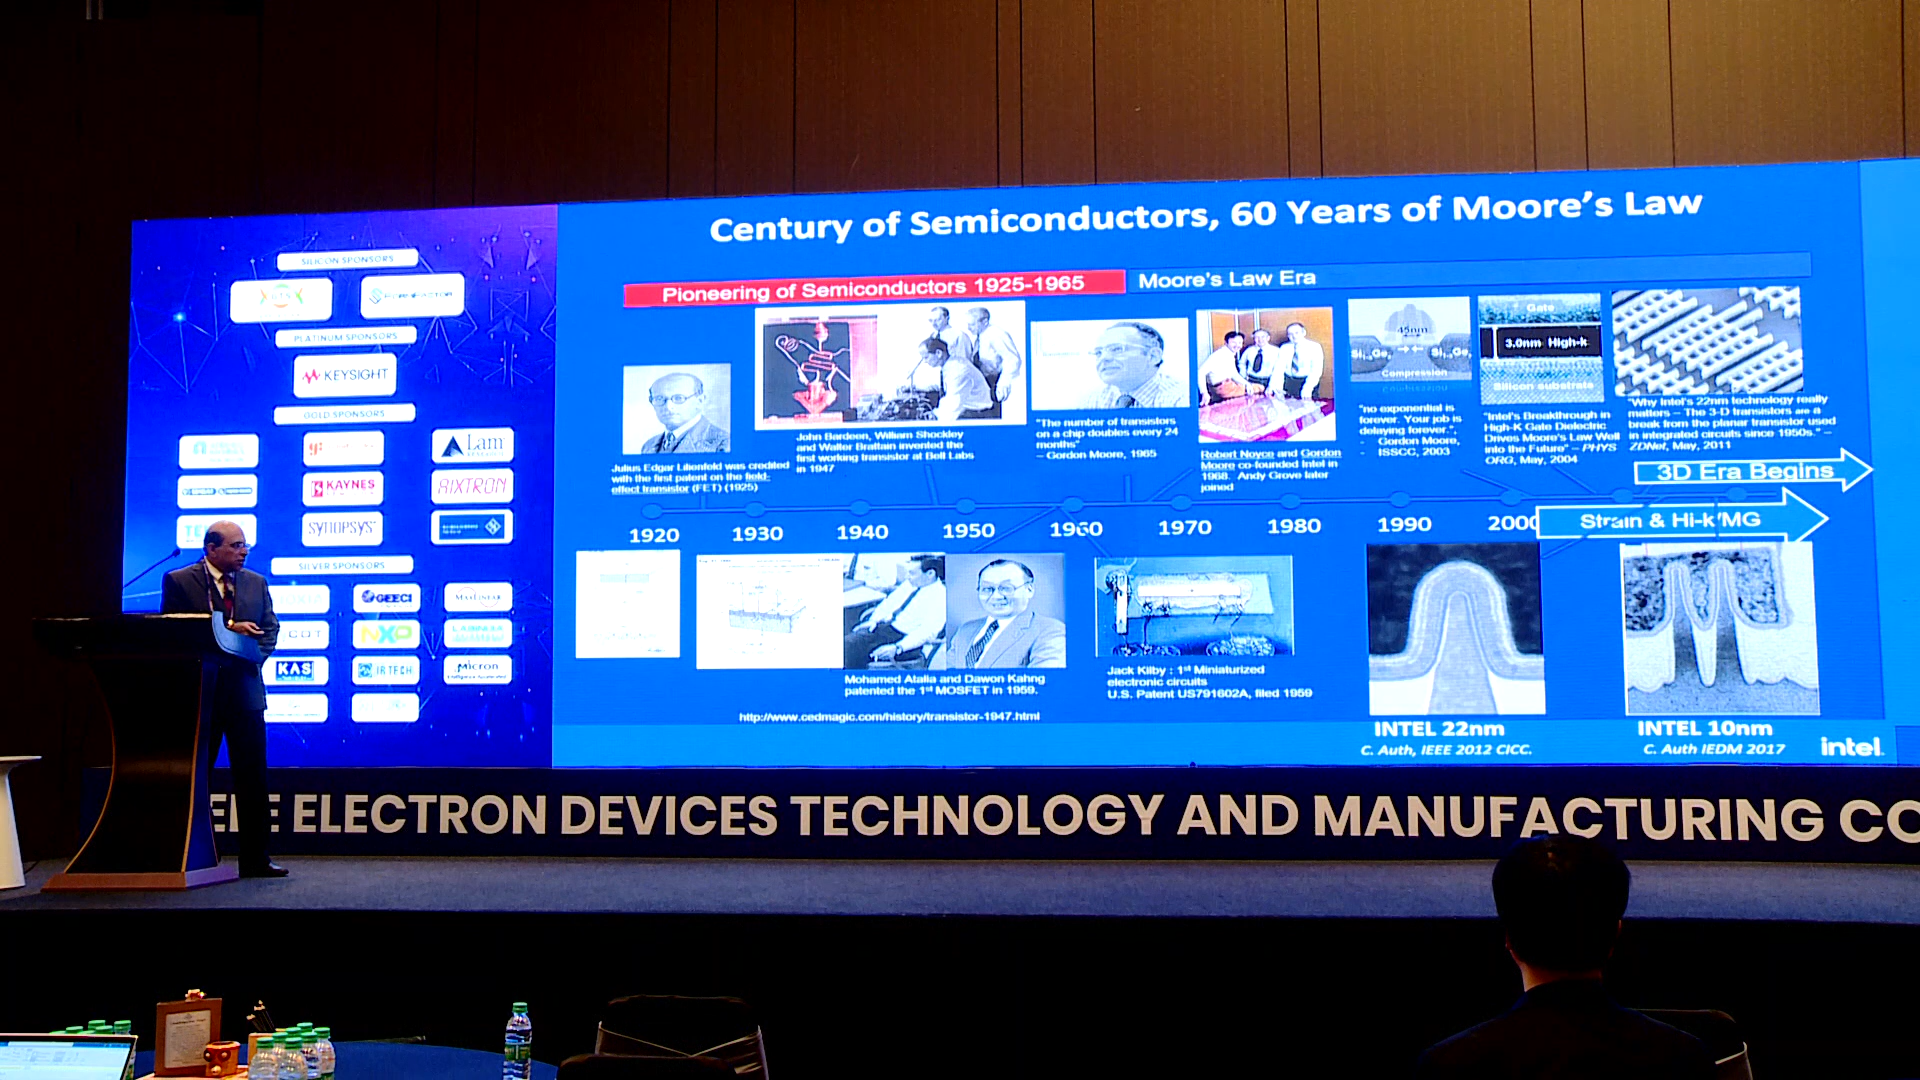 Century of Semiconductors, 60 Years of Moore's Law
Pioneering of Semiconductors 1925-1965
Moore's Law Era
SILICON SPONSORS
PLATINUM SPONSORS
KEYSIGHT
GOLD SPONSORS
Lam
KAYNES
AIXTRON
SYNOPSYS
SILVER SPONSORS
GEECI
NXP
KAS
IR TECH
Micron
Julius Edgar Lilienfeld was credited
with the first patent on the field-
effect transistor (FET) (1925)
John Bardeen, William Shockley
and Walter Brattain invented the
first working transistor at Bell Labs
in 1947
"The number of transistors
on a chip doubles every 24
months"
– Gordon Moore, 1965
Robert Noyce and Gordon
Moore co-founded Intel in
1968. Andy Grove later
joined
45nm
Compression
"no exponential is
forever. Your job is
delaying forever.",
- Gordon Moore,
- ISSCC, 2003
Gate
3.0nm High-k
Silicon substrate
"Intel's Breakthrough in
High-K Gate Dielectric
Drives Moore's Law Well
into the Future" – PHYS
ORG, May, 2004
"Why Intel's 22nm technology really
matters – The 3-D transistors are a
break from the planar transistor used
in integrated circuits since 1950s." –
ZDNet, May, 2011
3D Era Begins
Strain & Hi-k/MG
1920 1930 1940 1950 1960 1970 1980 1990 2000
Mohamed Atalla and Dawon Kahng
patented the 1st MOSFET in 1959.
http://www.cedmagic.com/history/transistor-1947.html
Jack Kilby : 1st Miniaturized
electronic circuits
U.S. Patent US791602A, filed 1959
INTEL 22nm
C. Auth, IEEE 2012 CICC.
INTEL 10nm
C. Auth IEDM 2017
intel.
ELECTRON DEVICES TECHNOLOGY AND MANUFACTURING CO